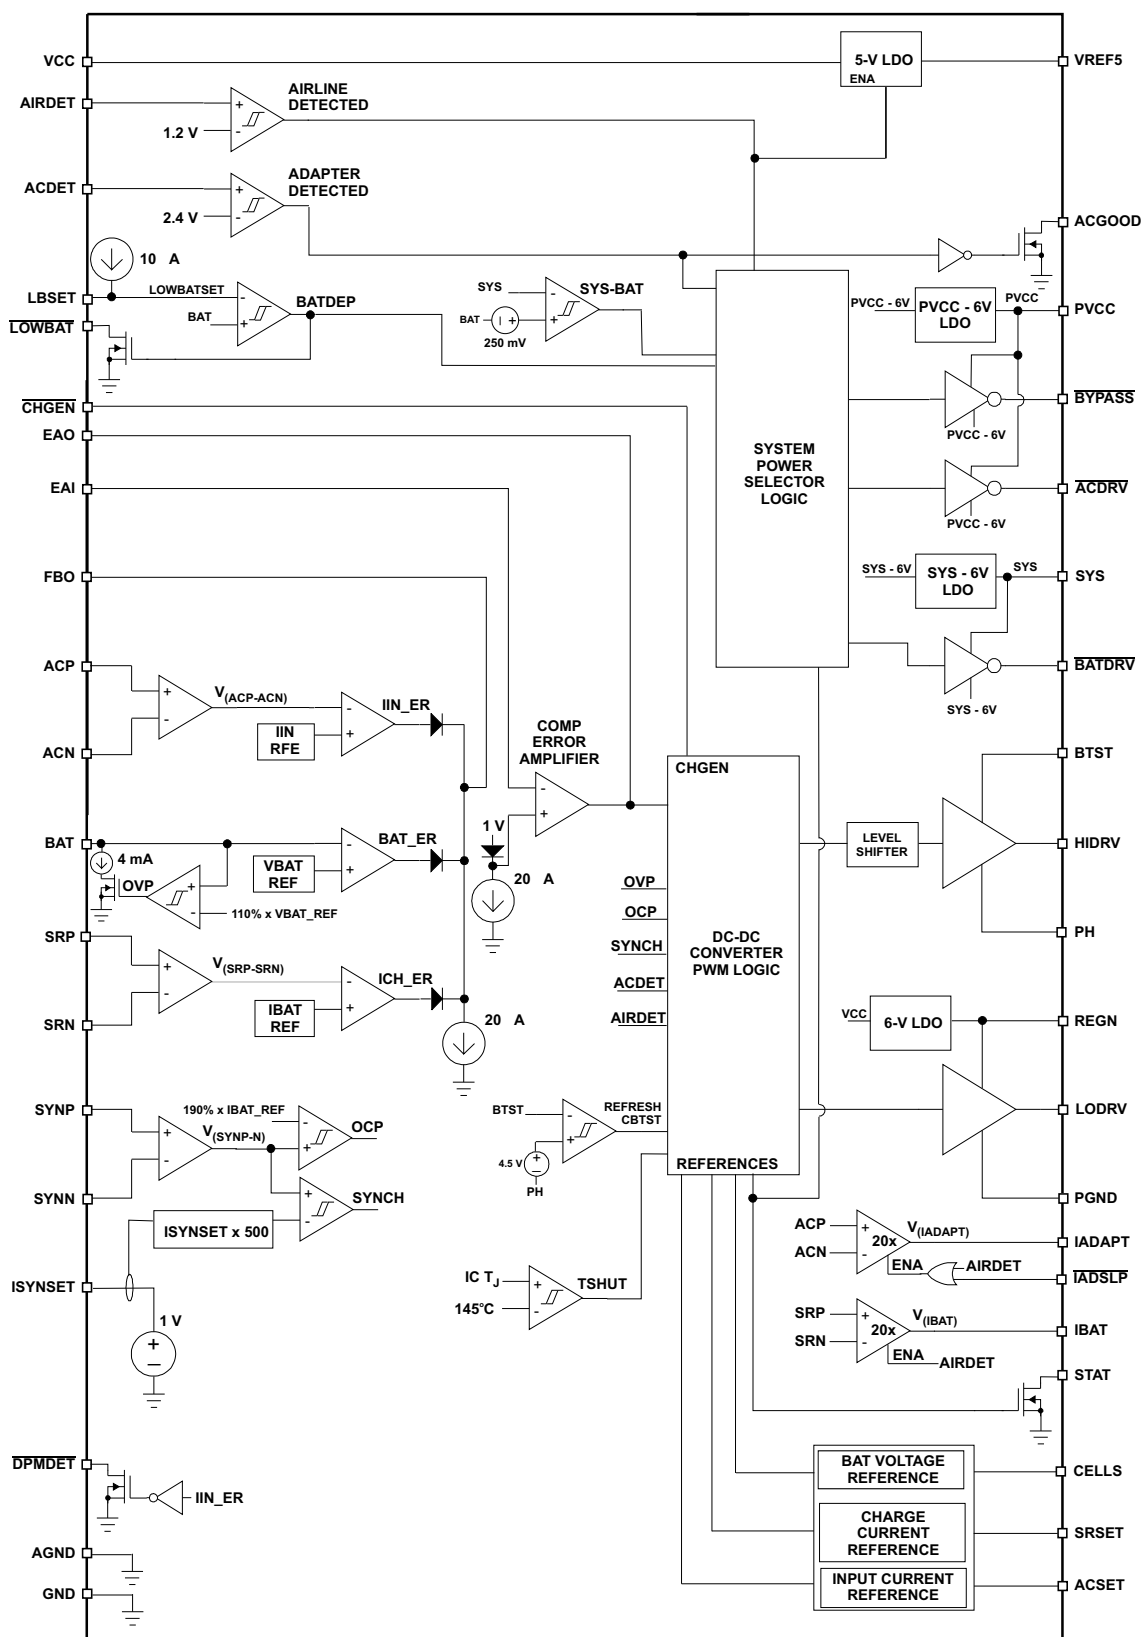 VCC
5-V LDO
ENA
VREF5
AIRDET
+
-
1.2 V
AIRLINE
DETECTED
ACDET
+
-
2.4 V
ADAPTER
DETECTED
ACGOOD
10 A
LBSET
LOWBATSET
-
BAT
+
BATDEP
LOWBAT
SYS
-
BAT
+
250 mV
SYS-BAT
PVCC - 6V
PVCC - 6V
LDO
PVCC
PVCC
CHGEN
EAO
EAI
SYSTEM
POWER
SELECTOR
LOGIC
BYPASS
PVCC - 6V
ACDRV
PVCC - 6V
FBO
SYS - 6V
SYS - 6V
LDO
SYS
SYS
BATDRV
SYS - 6V
ACP
+
-
V(ACP-ACN)
ACN
IIN
RFE
-
+
IIN_ER
COMP
ERROR
AMPLIFIER
-
+
1 V
20 A
BAT
4 mA
OVP
+
-
110% x VBAT_REF
VBAT
REF
-
+
BAT_ER
SRP
+
-
V(SRP-SRN)
SRN
IBAT
REF
-
+
ICH_ER
20 A
CHGEN
OVP
OCP
SYNCH
ACDET
AIRDET
DC-DC
CONVERTER
PWM LOGIC
REFERENCES
LEVEL
SHIFTER
BTST
HIDRV
PH
VCC
6-V LDO
REGN
LODRV
PGND
SYNP
+
-
V(SYNP-N)
SYNN
190% x IBAT_REF
-
+
OCP
+
-
SYNCH
ISYNSET x 500
ISYNSET
1 V
+
−
BTST
-
+
4.5 V
+
−
PH
REFRESH
CBTST
IC TJ
+
145°C
-
TSHUT
ACP
+
ACN
-
20x
V(IADAPT)
IADAPT
ENA
AIRDET
IADSLP
SRP
+
SRN
-
20x
V(IBAT)
IBAT
ENA
AIRDET
STAT
DPMDET
IIN_ER
BAT VOLTAGE
REFERENCE
CELLS
CHARGE
CURRENT
REFERENCE
SRSET
INPUT CURRENT
REFERENCE
ACSET
AGND
GND